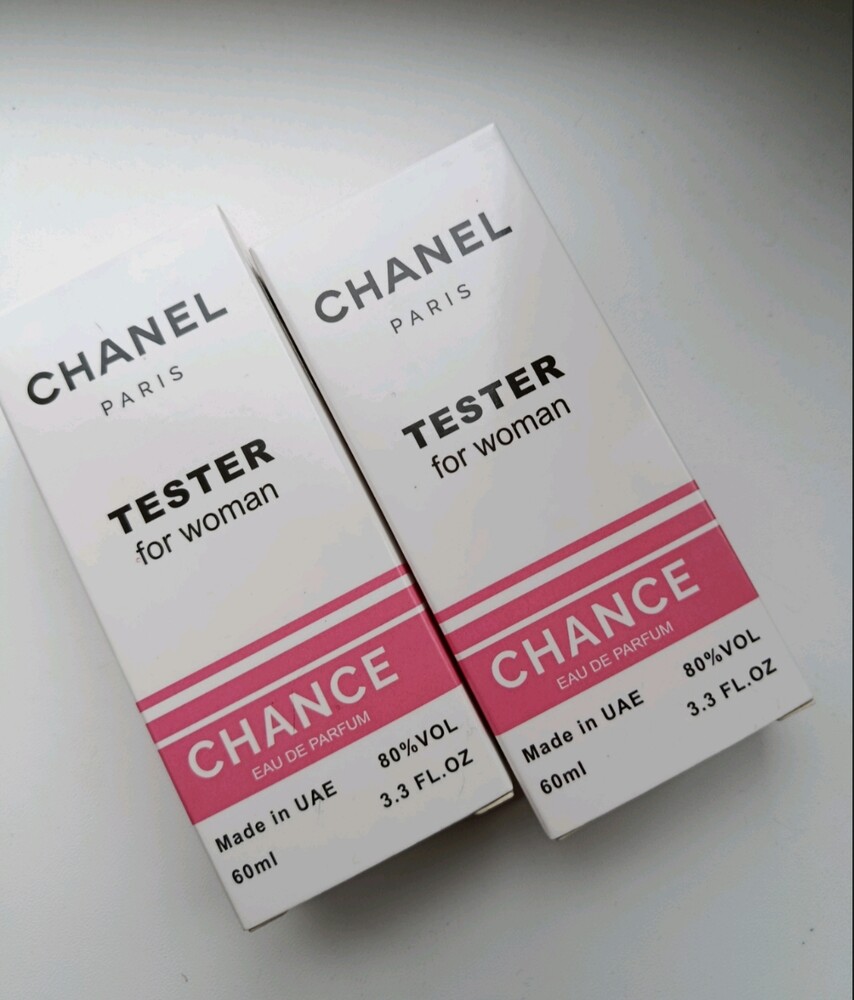 CHANEL
PARIS
TESTER
for woman
CHANCE
EAU DE PARFUM
Made in UAE 80%VOL
60ml 3.3 FL.OZ
CHANEL
PARIS
TESTER
for woman
CHANCE
EAU DE PARFUM
Made in UAE 80%VOL
60ml 3.3 FL.OZ